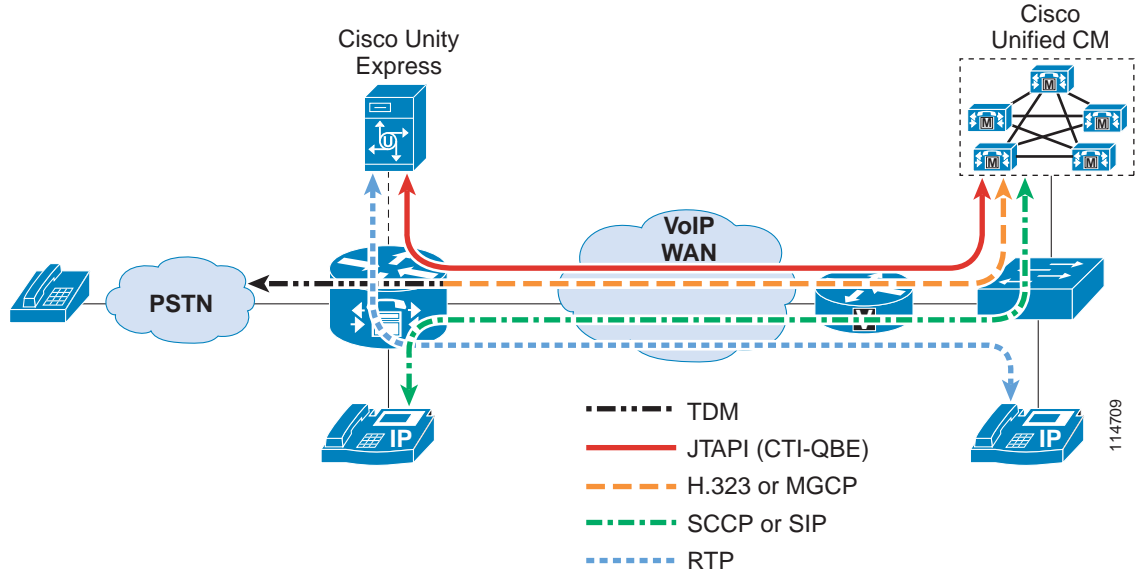 Cisco Unity
Express
Cisco
Unified CM
M
M
M
M
M
U
VoIP
WAN
PSTN
V
IP
IP
TDM
JTAPI (CTI-QBE)
H.323 or MGCP
SCCP or SIP
RTP
114709